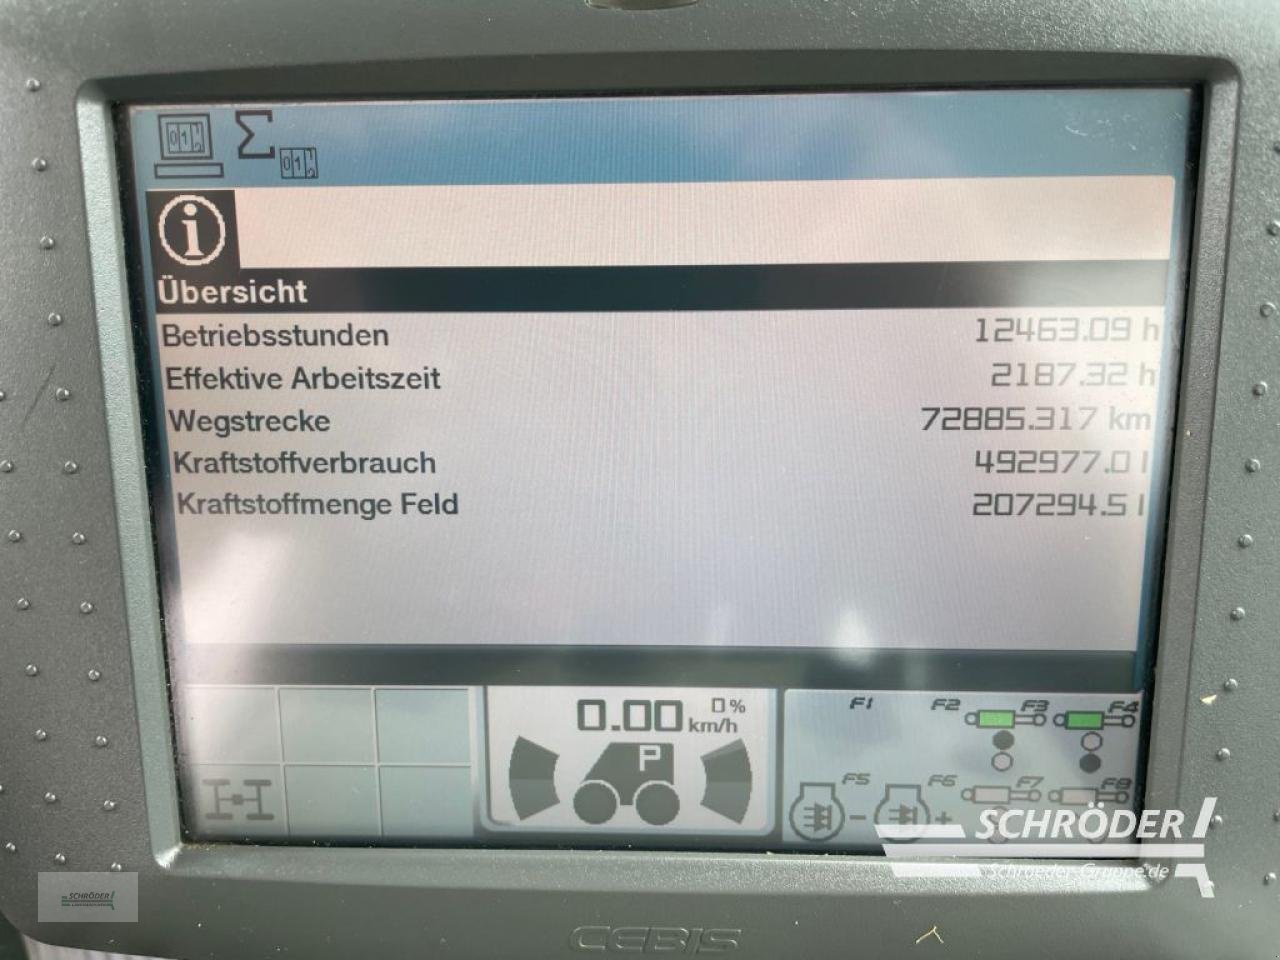 Übersicht
Betriebsstunden 12463.09 h
Effektive Arbeitszeit 2187.32 h
Wegstrecke 72885.317 km
Kraftstoffverbrauch 492977.0 l
Kraftstoffmenge Feld 207294.5 l
0.00 km/h 0%
P
F1 F2 F3 F4
F5 F6 F7 F8
SCHRÖDER
Schroeder-Gruppe.de
SCHRÖDER
CEBIS